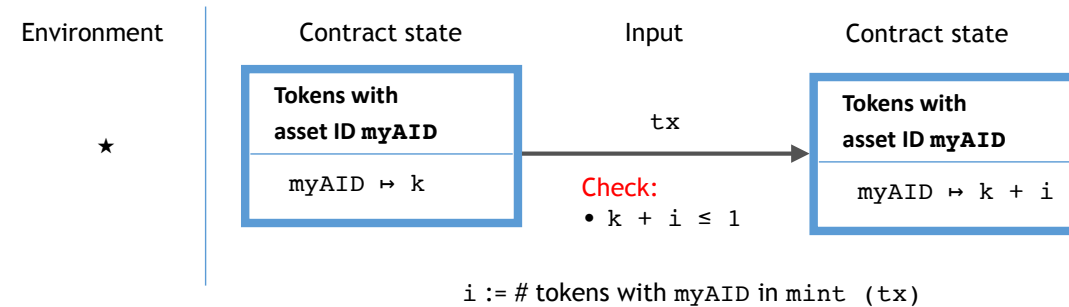 Environment
Contract state
Input
Contract state
Tokens with
asset ID myAID
myAID ↦ k
★
tx
Check:
• k + i ≤ 1
Tokens with
asset ID myAID
myAID ↦ k + i
i := # tokens with myAID in mint (tx)